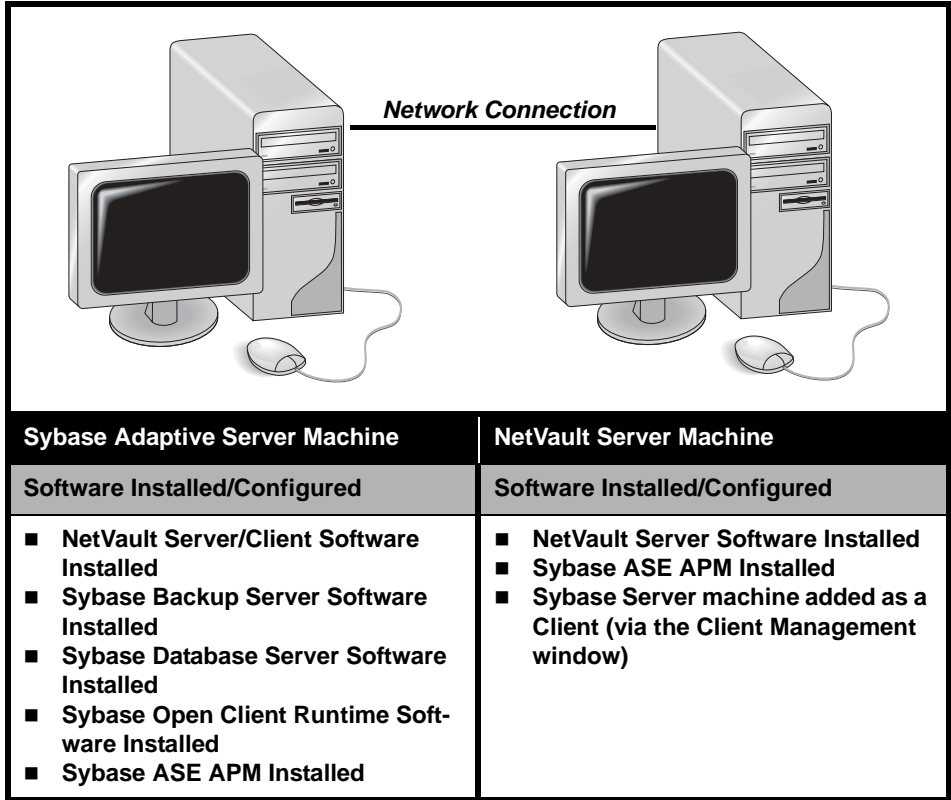 Network Connection
Sybase Adaptive Server Machine
NetVault Server Machine
Software Installed/Configured
Software Installed/Configured
■ NetVault Server/Client Software
Installed
■ Sybase Backup Server Software
Installed
■ Sybase Database Server Software
Installed
■ Sybase Open Client Runtime Soft-
ware Installed
■ Sybase ASE APM Installed
■ NetVault Server Software Installed
■ Sybase ASE APM Installed
■ Sybase Server machine added as a
Client (via the Client Management
window)